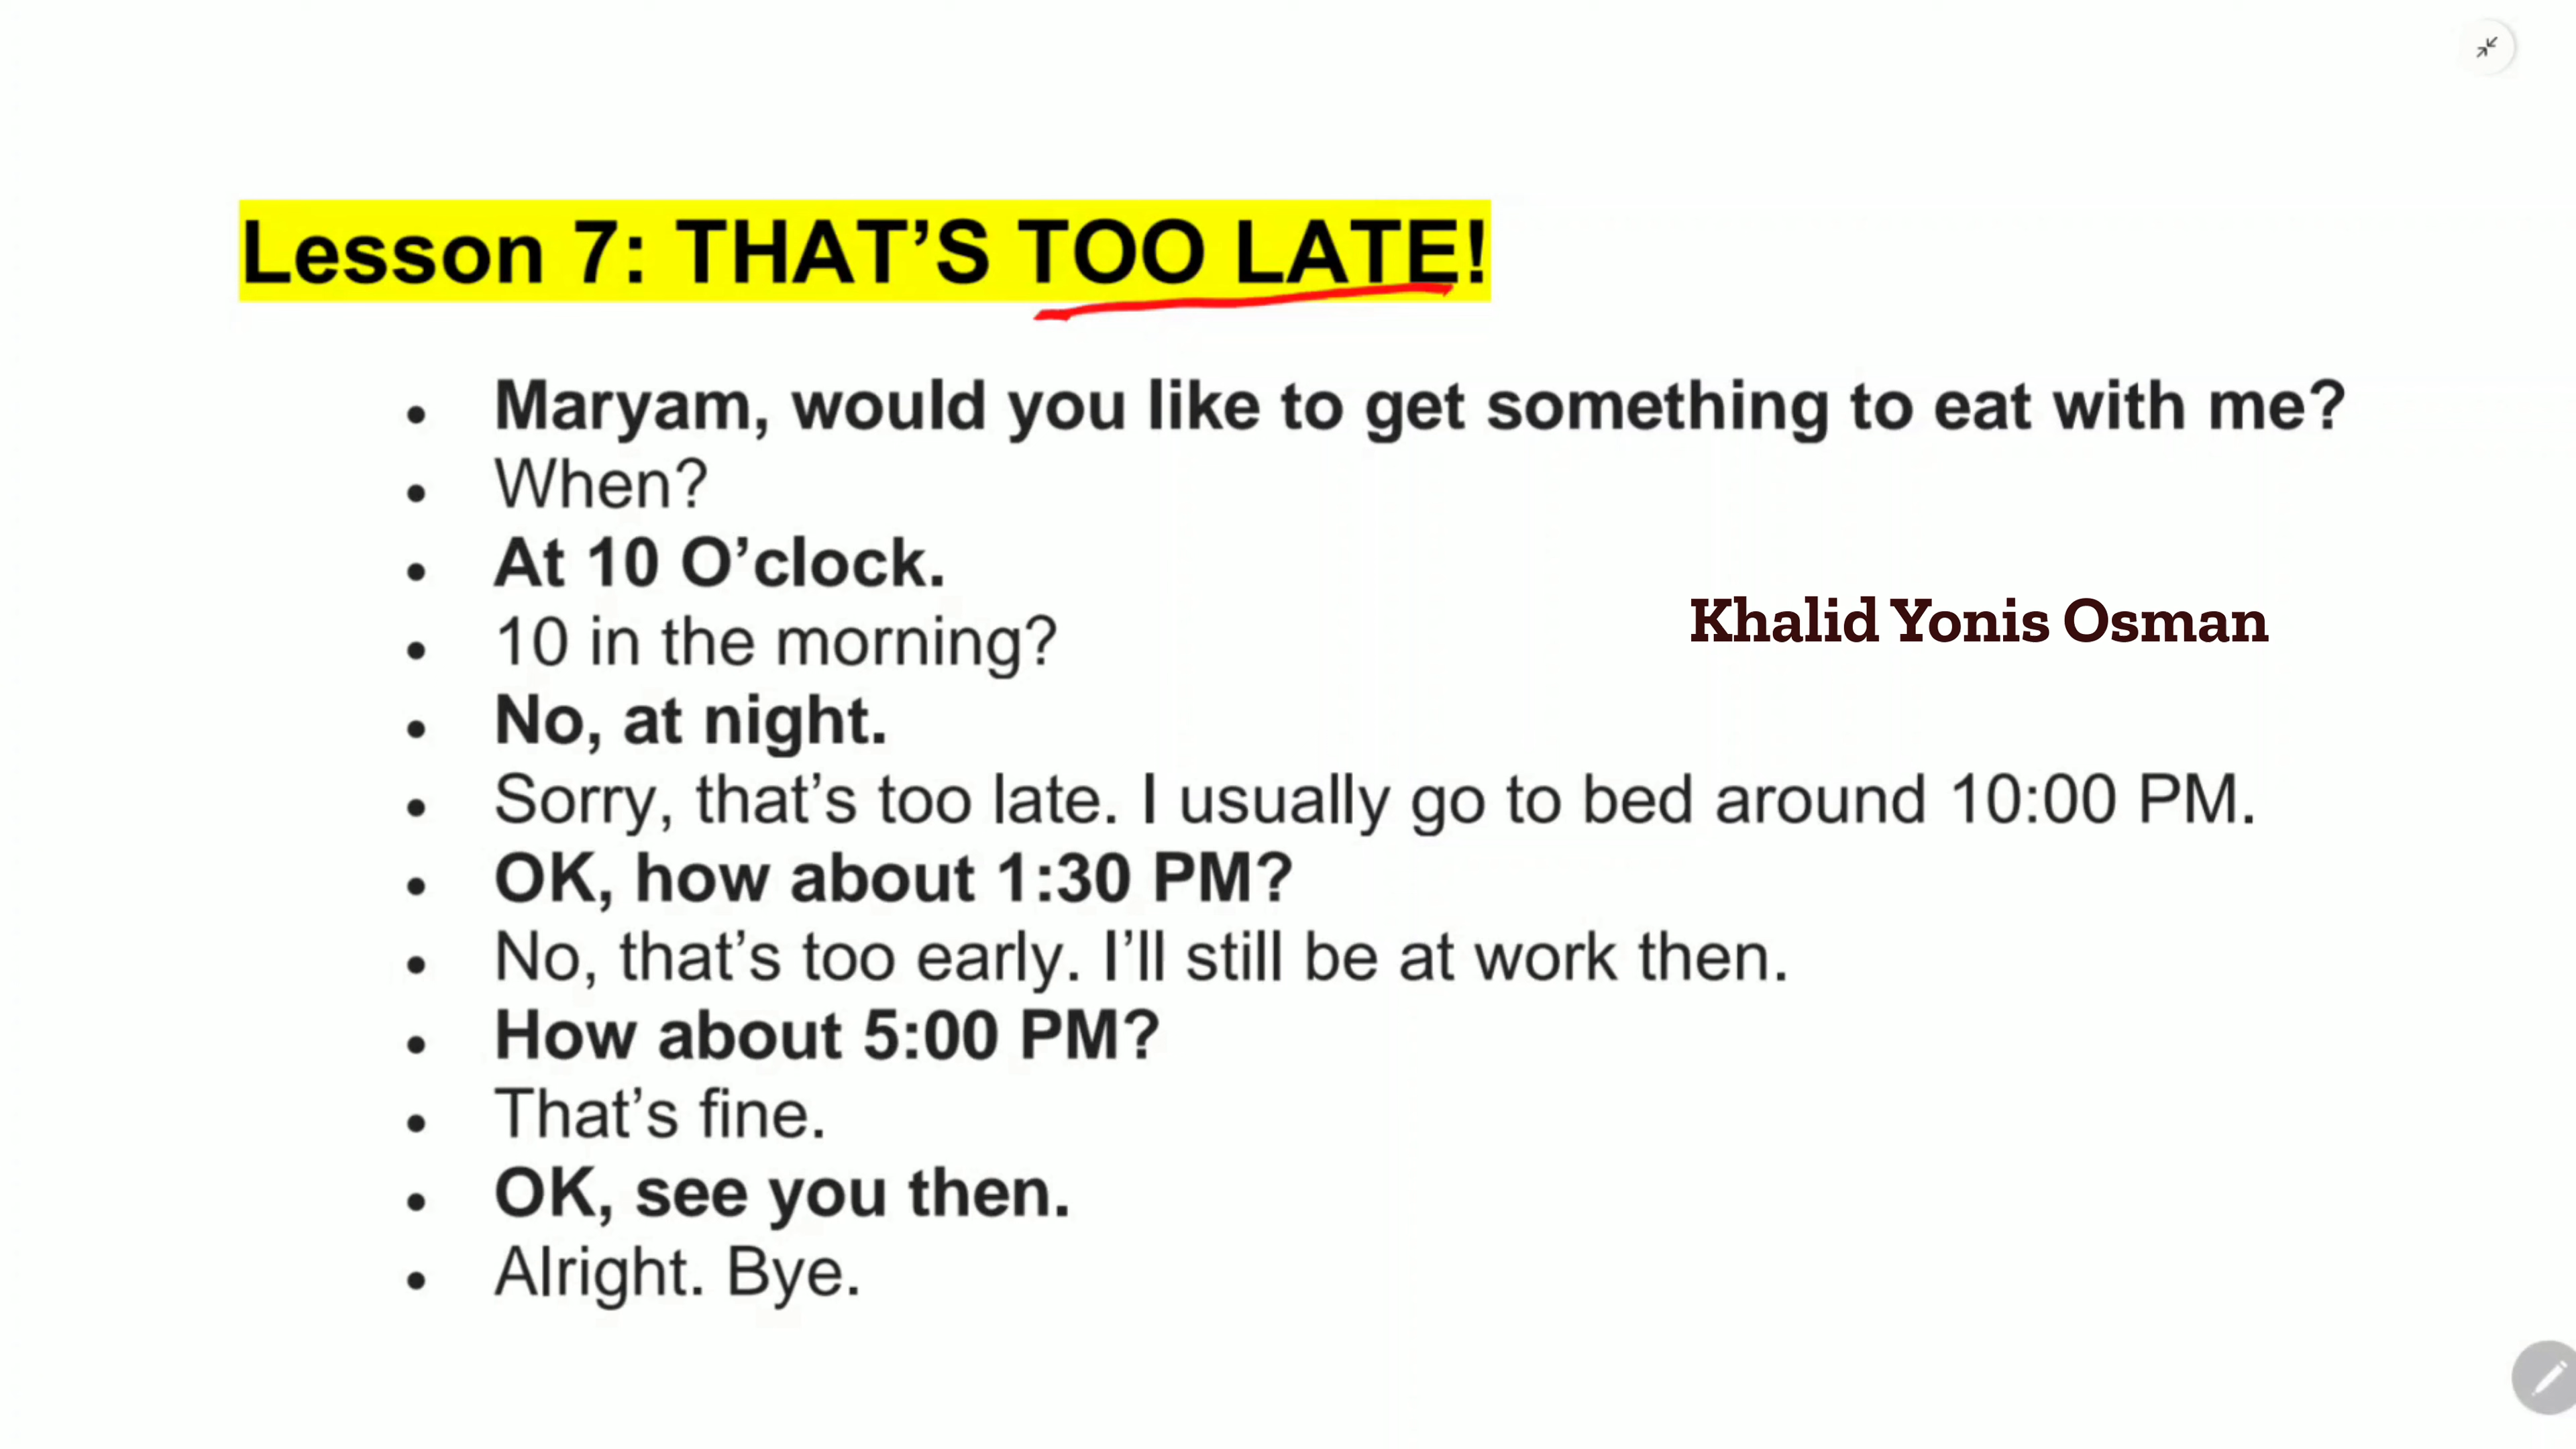 Lesson 7: THAT’S TOO LATE!
Maryam, would you like to get something to eat with me?
When?
At 10 O’clock.
10 in the morning?
Khalid Yonis Osman
No, at night.
Sorry, that’s too late. I usually go to bed around 10:00 PM.
OK, how about 1:30 PM?
No, that’s too early. I’ll still be at work then.
How about 5:00 PM?
That’s fine.
OK, see you then.
Alright. Bye.